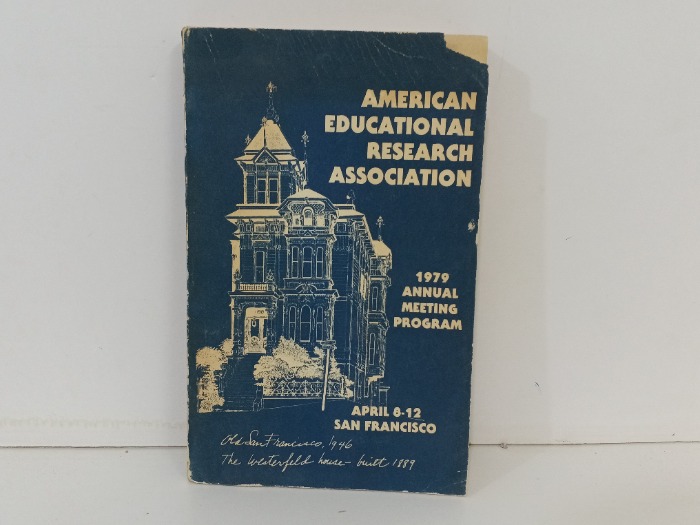 AMERICAN
EDUCATIONAL
RESEARCH
ASSOCIATION
1979
ANNUAL
MEETING
PROGRAM
APRIL 8-12
SAN FRANCISCO
Old San Francisco, 1946
The Westerfeld house - built 1889